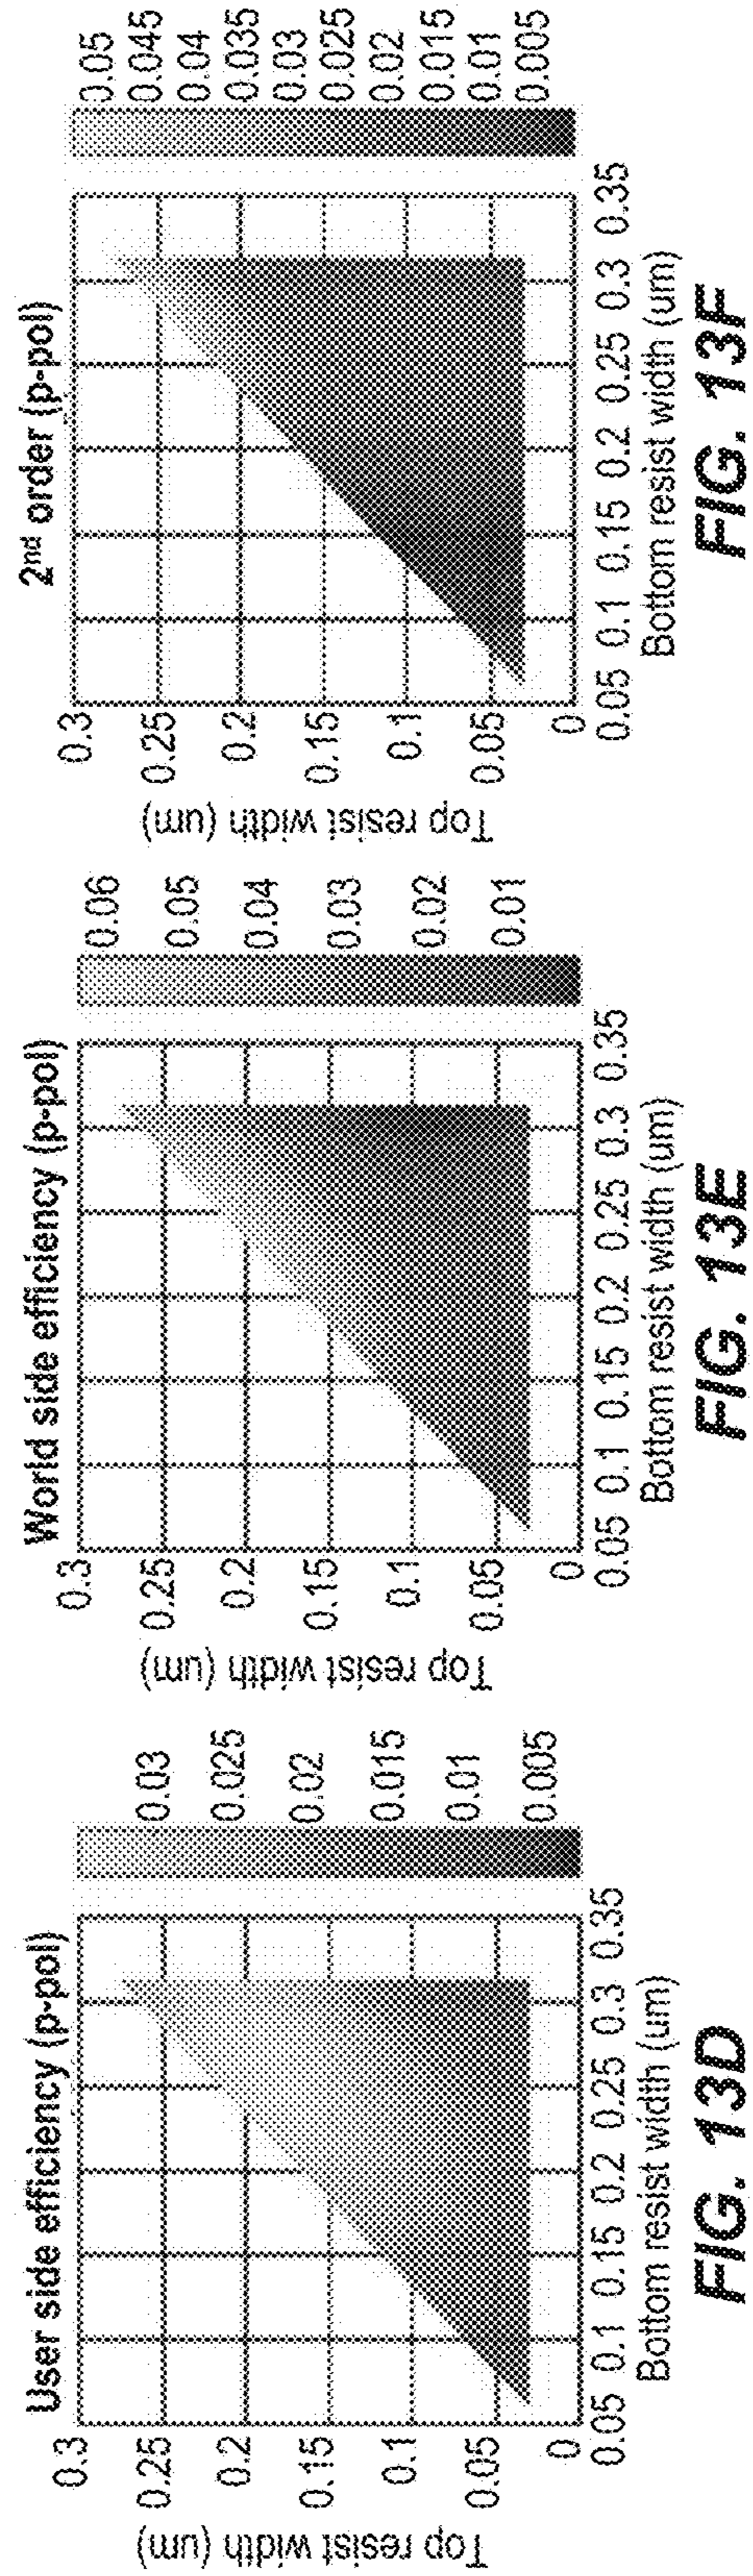 User side efficiency (p-pol)
Top resist width (um)
0.3
0.25
0.2
0.15
0.1
0.05
0
0.05 0.1 0.15 0.2 0.25 0.3 0.35
Bottom resist width (um)
0.03
0.025
0.02
0.015
0.01
0.005
FIG. 13D
World side efficiency (p-pol)
Top resist width (um)
0.3
0.25
0.2
0.15
0.1
0.05
0
0.05 0.1 0.15 0.2 0.25 0.3 0.35
Bottom resist width (um)
0.06
0.05
0.04
0.03
0.02
0.01
FIG. 13E
2nd order (p-pol)
Top resist width (um)
0.3
0.25
0.2
0.15
0.1
0.05
0
0.05 0.1 0.15 0.2 0.25 0.3 0.35
Bottom resist width (um)
0.05
0.045
0.04
0.035
0.03
0.025
0.02
0.015
0.01
0.005
FIG. 13F